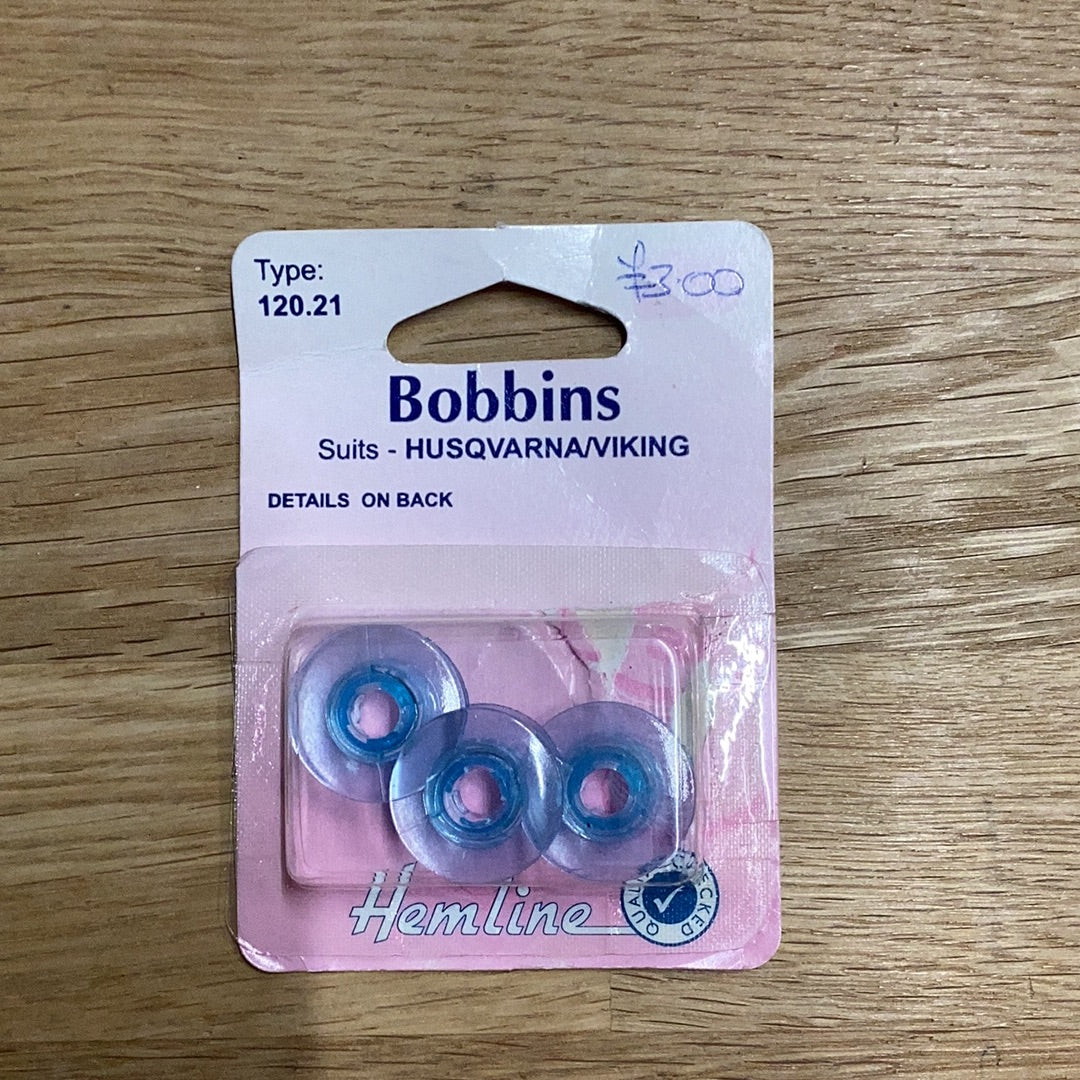 Type:
120.21
£3.00
Bobbins
Suits - HUSQVARNA/VIKING
DETAILS ON BACK
Hemline